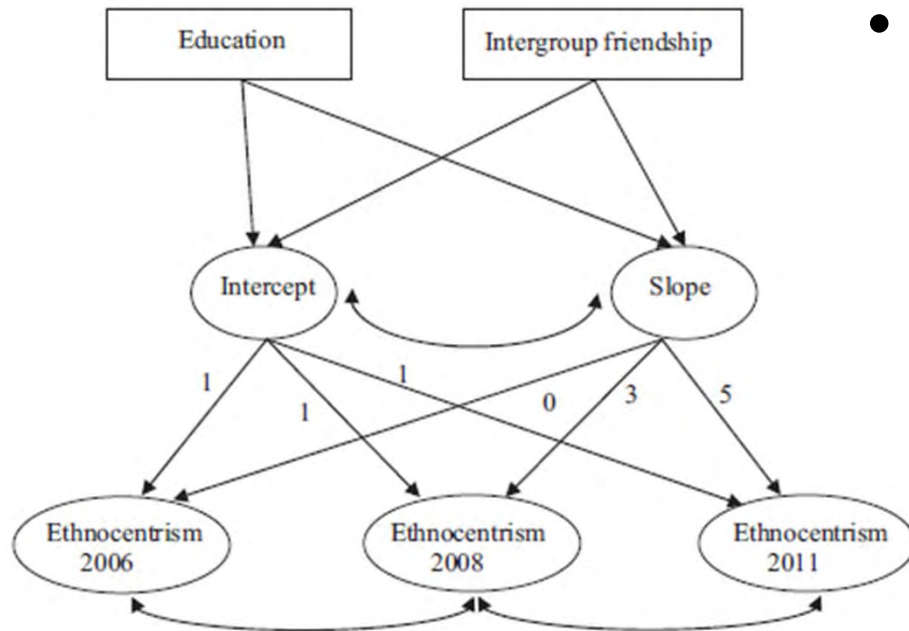 Education
Intergroup friendship
Intercept
Slope
1
1
1
0
3
5
Ethnocentrism
2006
Ethnocentrism
2008
Ethnocentrism
2011